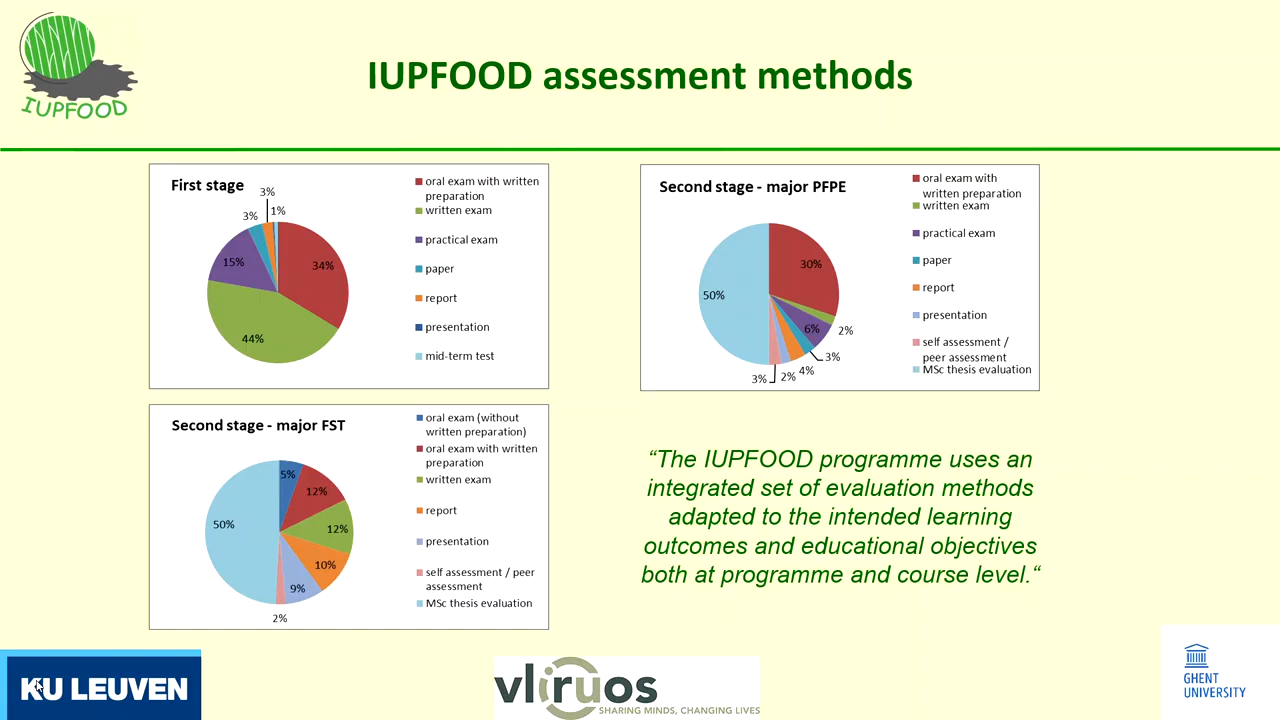 IUPFOOD
IUPFOOD assessment methods
First stage
3%
3%
1%
34%
15%
44%
oral exam with written
preparation
written exam
practical exam
paper
report
presentation
mid-term test
Second stage - major PFPE
30%
50%
6%
2%
3%
4%
2%
3%
oral exam with
written preparation
written exam
practical exam
paper
report
presentation
self assessment /
peer assessment
MSc thesis evaluation
Second stage - major FST
5%
12%
50%
12%
10%
9%
2%
oral exam (without
written preparation)
oral exam with written
preparation
written exam
report
presentation
self assessment / peer
assessment
MSc thesis evaluation
“The IUPFOOD programme uses an
integrated set of evaluation methods
adapted to the intended learning
outcomes and educational objectives
both at programme and course level.“
KU LEUVEN
vliruos
SHARING MINDS, CHANGING LIVES
GHENT
UNIVERSITY